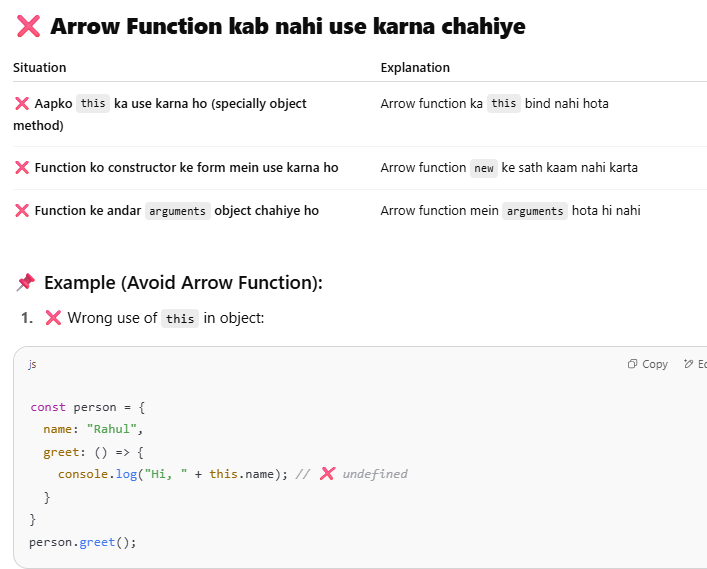 ❌ Arrow Function kab nahi use karna chahiye
Situation Explanation
❌ Aapko this ka use karna ho (specially object method) Arrow function ka this bind nahi hota
❌ Function ko constructor ke form mein use karna ho Arrow function new ke sath kaam nahi karta
❌ Function ke andar arguments object chahiye ho Arrow function mein arguments hota hi nahi
📌 Example (Avoid Arrow Function):
1. ❌ Wrong use of this in object:
js Copy
const person = {
  name: "Rahul",
  greet: () => {
    console.log("Hi, " + this.name); // ❌ undefined
  }
}
person.greet();